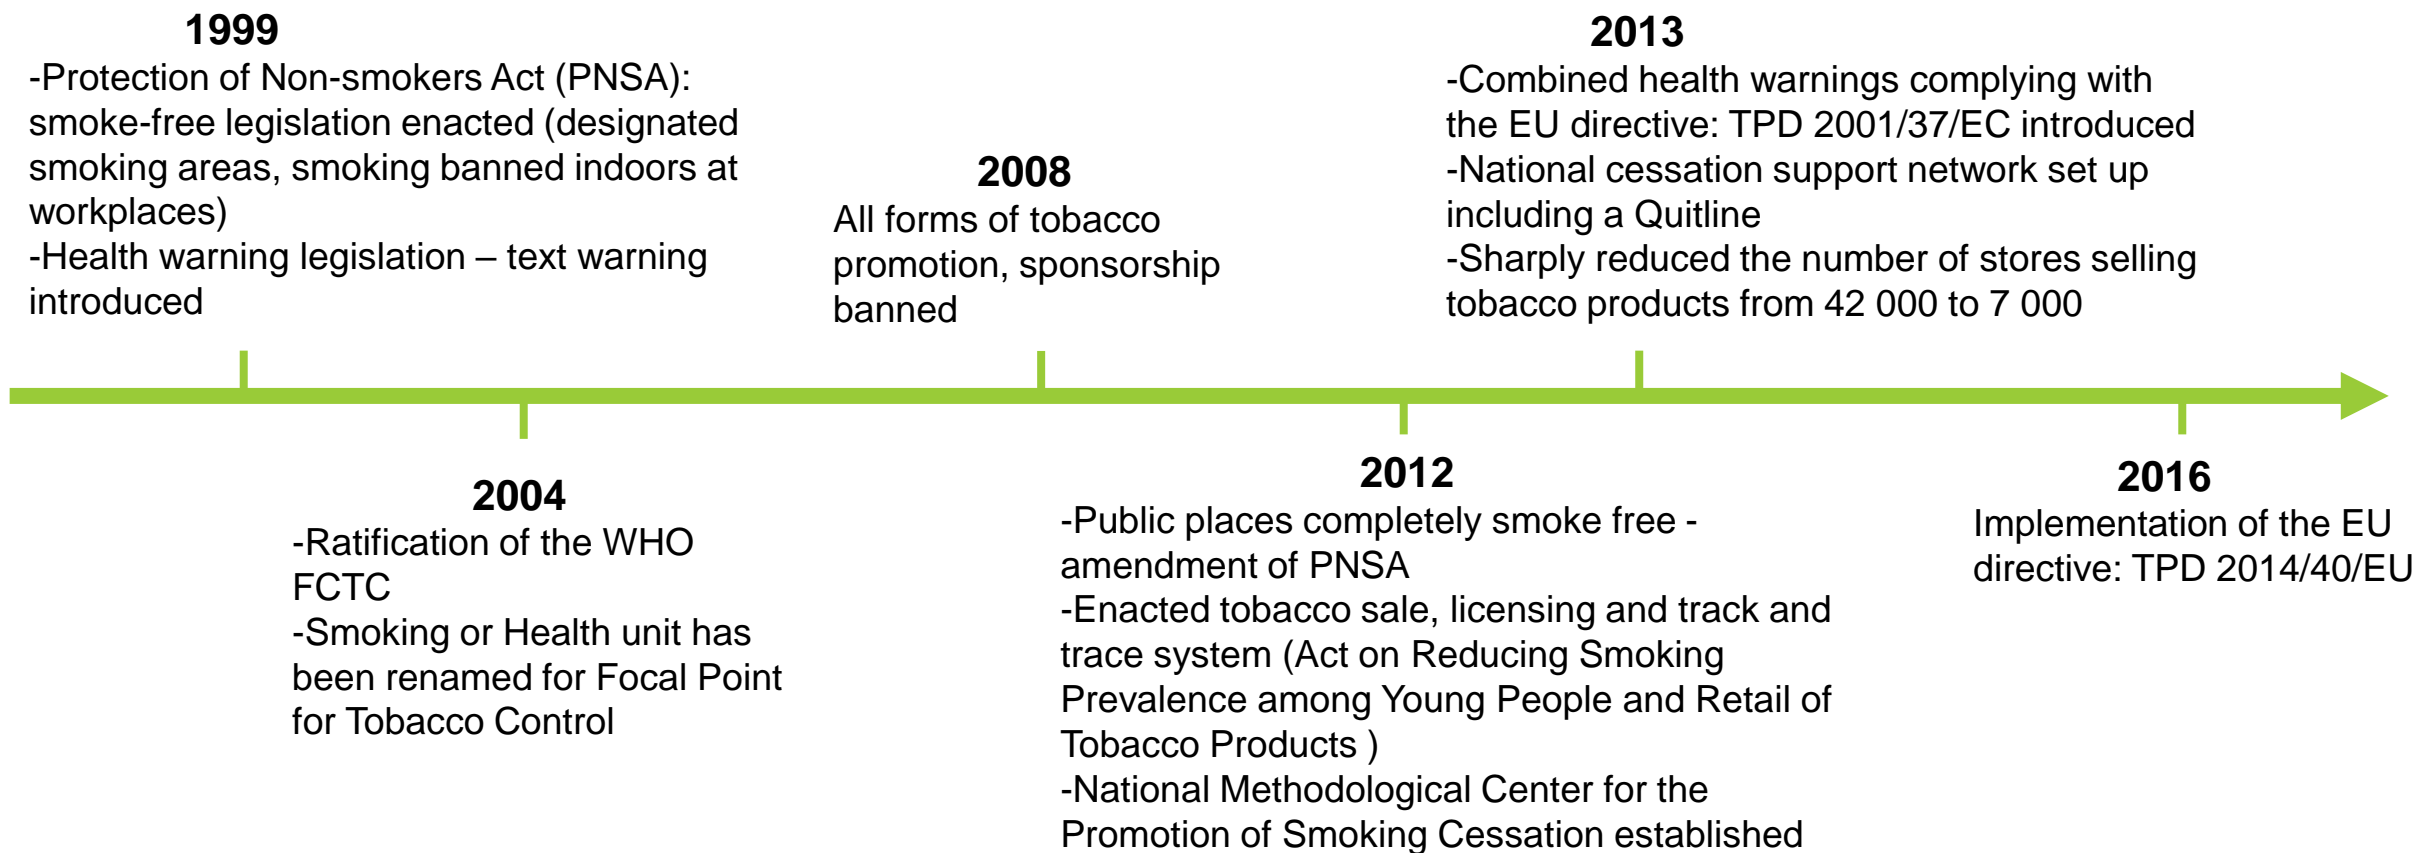 1999
-Protection of Non-smokers Act (PNSA):
smoke-free legislation enacted (designated
smoking areas, smoking banned indoors at
workplaces)
-Health warning legislation – text warning
introduced
2004
-Ratification of the WHO
FCTC
-Smoking or Health unit has
been renamed for Focal Point
for Tobacco Control
2008
All forms of tobacco
promotion, sponsorship
banned
2012
-Public places completely smoke free -
amendment of PNSA
-Enacted tobacco sale, licensing and track and
trace system (Act on Reducing Smoking
Prevalence among Young People and Retail of
Tobacco Products )
-National Methodological Center for the
Promotion of Smoking Cessation established
2013
-Combined health warnings complying with
the EU directive: TPD 2001/37/EC introduced
-National cessation support network set up
including a Quitline
-Sharply reduced the number of stores selling
tobacco products from 42 000 to 7 000
2016
Implementation of the EU
directive: TPD 2014/40/EU